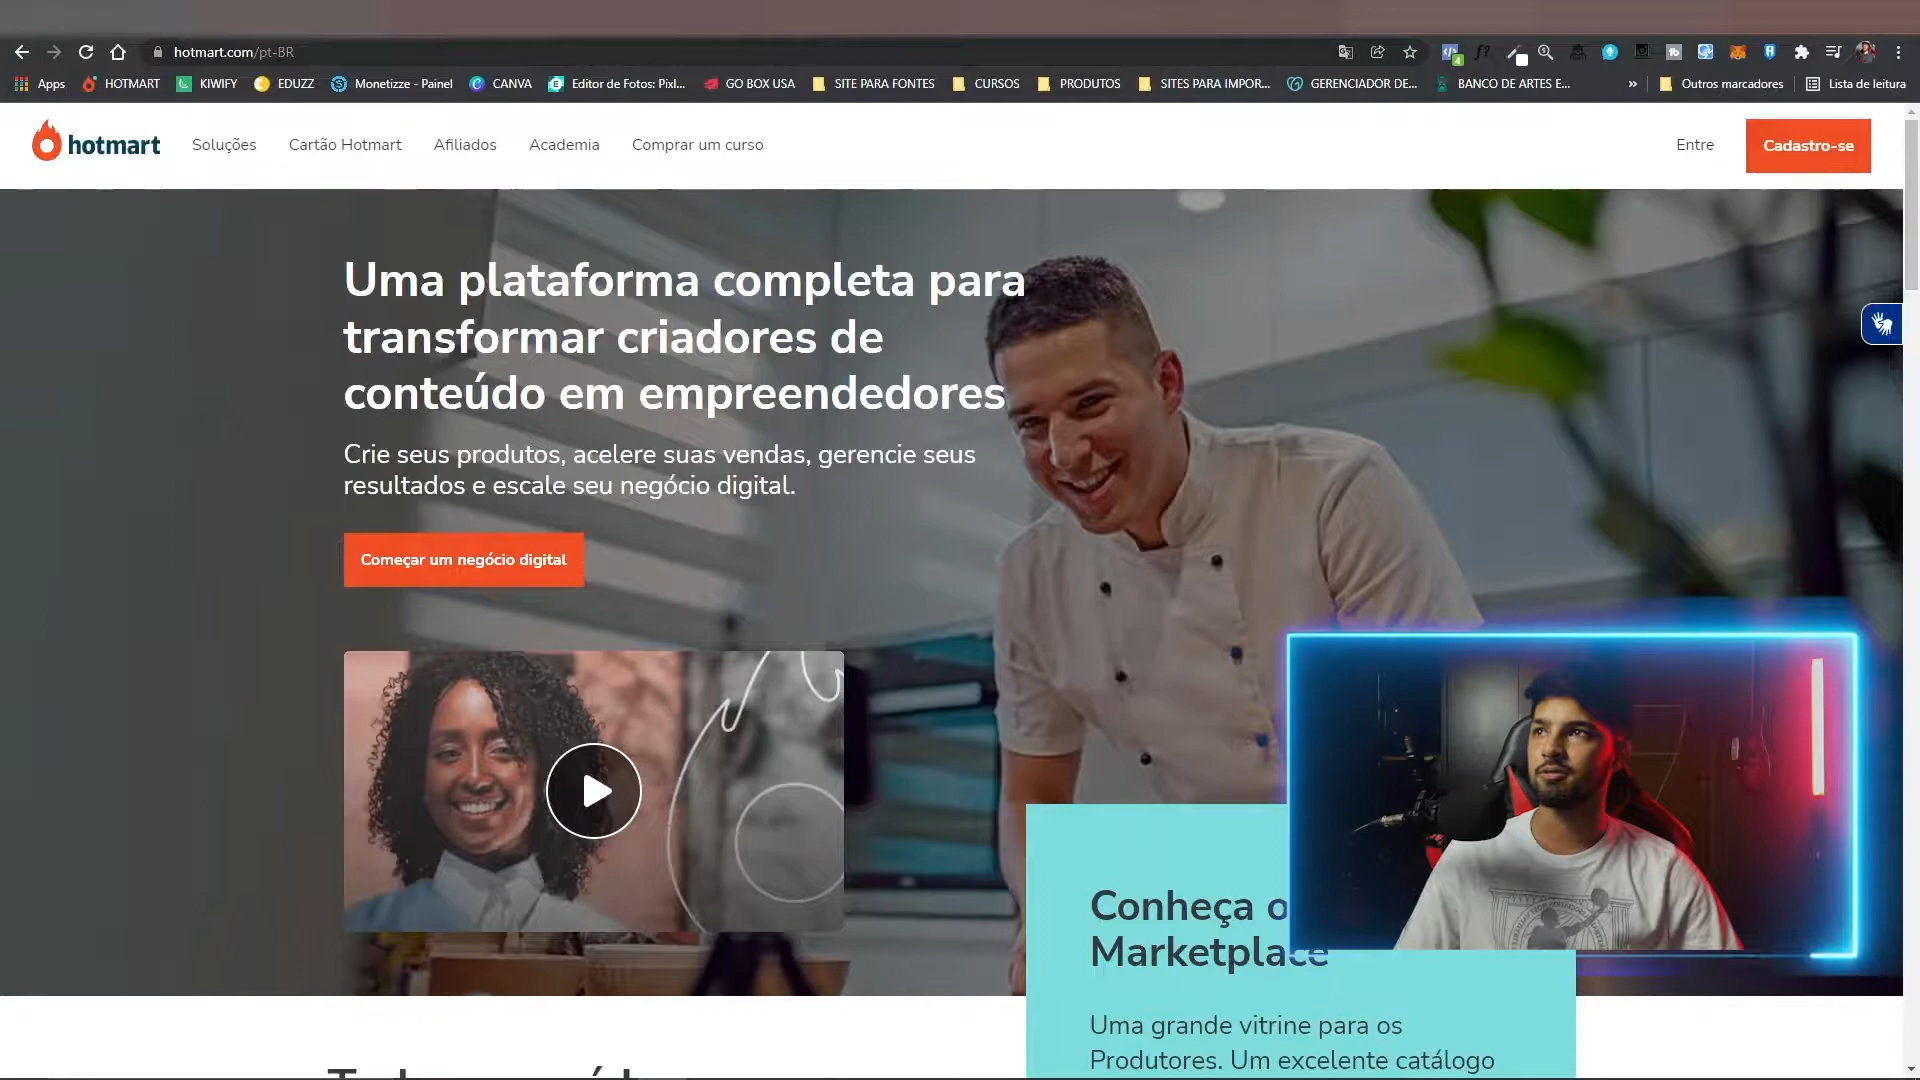 hotmart.com/pt-BR
Apps HOTMART KIWIFY EDUZZ Monetizze - Painel CANVA Editor de Fotos: Pixl... GO BOX USA SITE PARA FONTES CURSOS PRODUTOS SITES PARA IMPOR... GERENCIADOR DE... BANCO DE ARTES E... » Outros marcadores Lista de leitura
hotmart Soluções Cartão Hotmart Afiliados Academia Comprar um curso Entre Cadastro-se
Uma plataforma completa para
transformar criadores de
conteúdo em empreendedores
Crie seus produtos, acelere suas vendas, gerencie seus
resultados e escale seu negócio digital.
Começar um negócio digital
Conheça o
Marketplace
Uma grande vitrine para os
Produtores. Um excelente catálogo